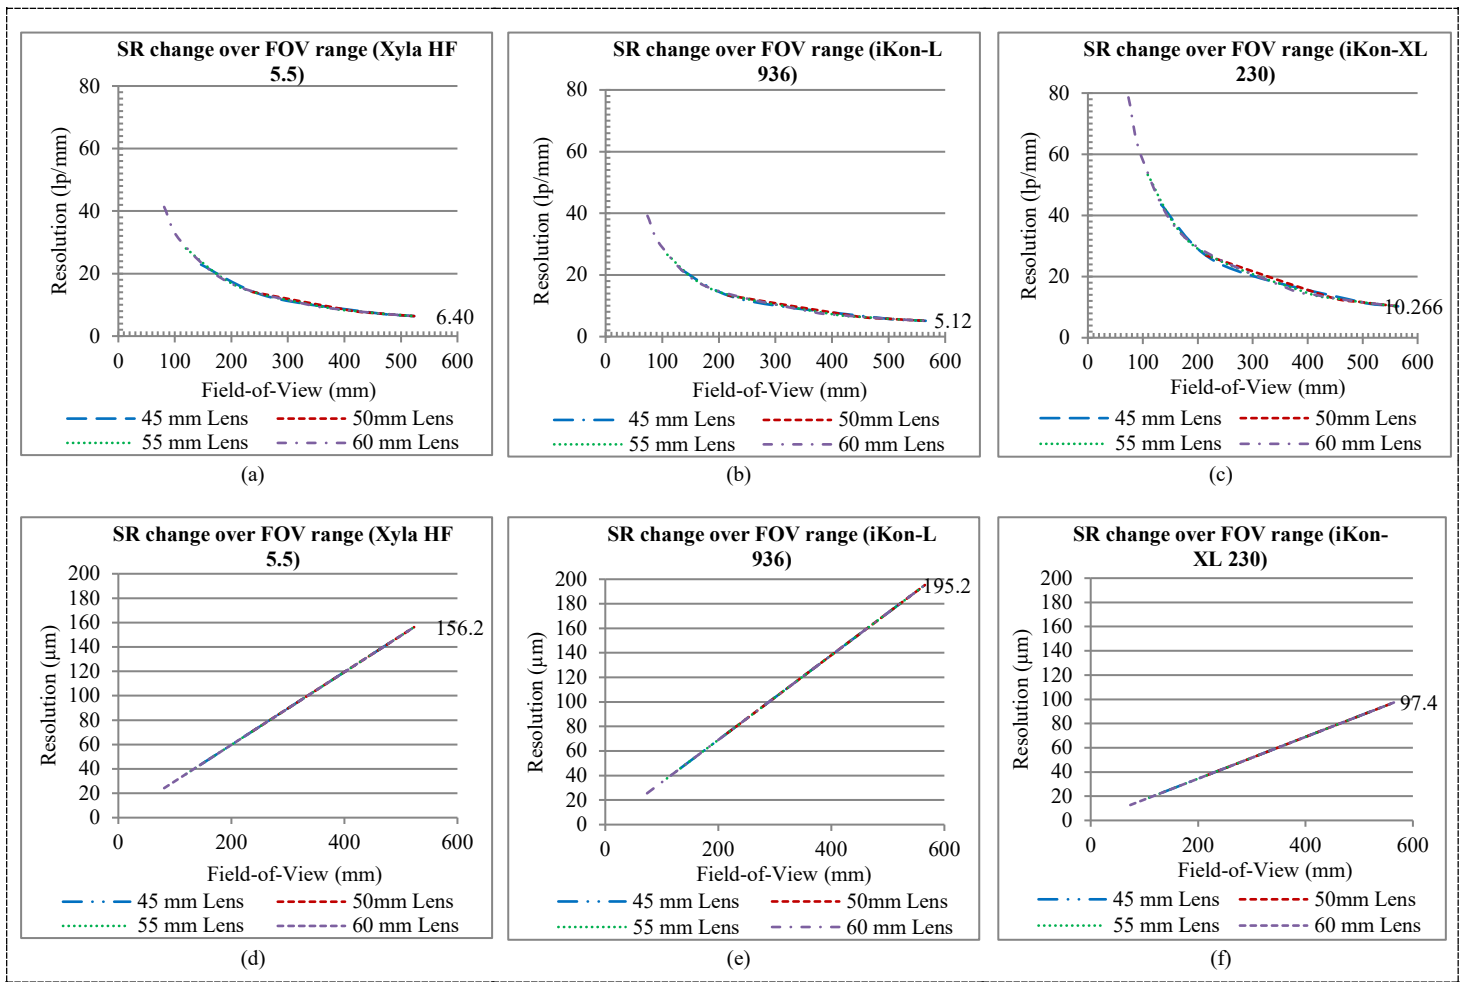 SR change over FOV range (Xyla HF
5.5)
80
60
40
20
0
Resolution (lp/mm)
6.40
0 100 200 300 400 500 600
Field-of-View (mm)
45 mm Lens 50mm Lens
55 mm Lens 60 mm Lens
(a)
SR change over FOV range (iKon-L
936)
80
60
40
20
0
Resolution (lp/mm)
5.12
0 100 200 300 400 500 600
Field-of-View (mm)
45 mm Lens 50mm Lens
55 mm Lens 60 mm Lens
(b)
SR change over FOV range (iKon-XL
230)
80
60
40
20
0
Resolution (lp/mm)
10.266
0 100 200 300 400 500 600
Field-of-View (mm)
45 mm Lens 50mm Lens
55 mm Lens 60 mm Lens
(c)
SR change over FOV range (Xyla HF
5.5)
200
180
160
140
120
100
80
60
40
20
0
Resolution (µm)
156.2
0 200 400 600
Field-of-View (mm)
45 mm Lens 50mm Lens
55 mm Lens 60 mm Lens
(d)
SR change over FOV range (iKon-L
936)
200
180
160
140
120
100
80
60
40
20
0
Resolution (µm)
195.2
0 200 400 600
Field-of-View (mm)
45 mm Lens 50mm Lens
55 mm Lens 60 mm Lens
(e)
SR change over FOV range (iKon-
XL 230)
200
180
160
140
120
100
80
60
40
20
0
Resolution (µm)
97.4
0 200 400 600
Field-of-View (mm)
45 mm Lens 50mm Lens
55 mm Lens 60 mm Lens
(f)